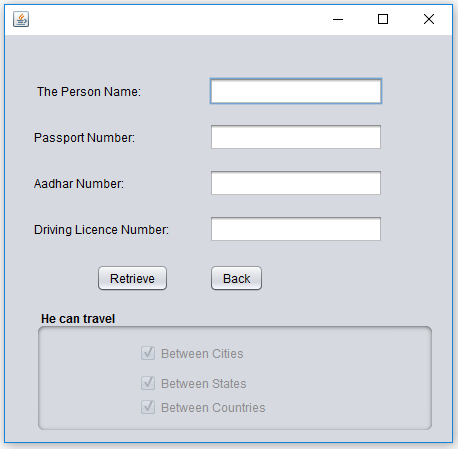 The Person Name:
Passport Number:
Aadhar Number:
Driving Licence Number:
Retrieve Back
He can travel
Between Cities
Between States
Between Countries